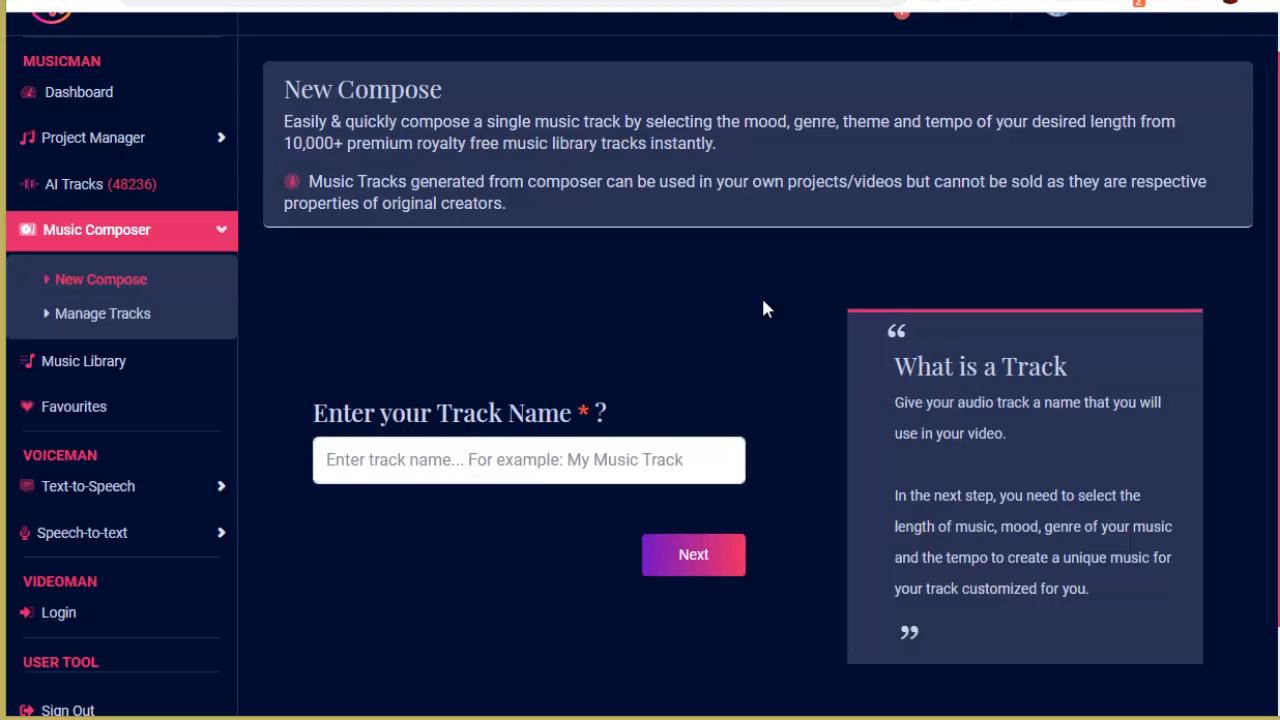 MUSICMAN
Dashboard
Project Manager
AI Tracks (48236)
Music Composer
New Compose
Manage Tracks
Music Library
Favourites
VOICEMAN
Text-to-Speech
Speech-to-text
VIDEOMAN
Login
USER TOOL
Sign Out
New Compose
Easily & quickly compose a single music track by selecting the mood, genre, theme and tempo of your desired length from
10,000+ premium royalty free music library tracks instantly.
Music Tracks generated from composer can be used in your own projects/videos but cannot be sold as they are respective
properties of original creators.
Enter your Track Name * ?
Enter track name... For example: My Music Track
Next
“
What is a Track
Give your audio track a name that you will
use in your video.
In the next step, you need to select the
length of music, mood, genre of your music
and the tempo to create a unique music for
your track customized for you.
”